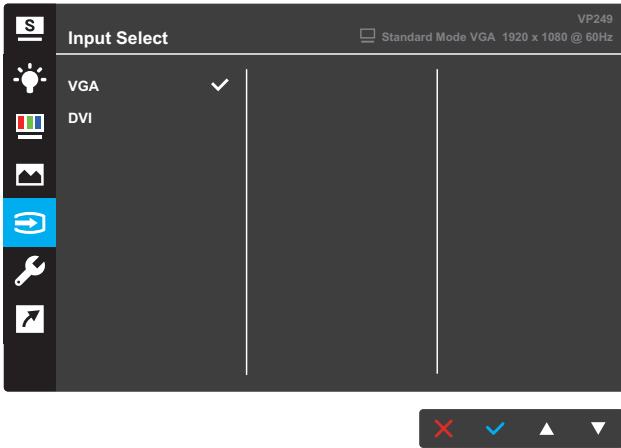 S
VP249
Input Select
Standard Mode VGA 1920 x 1080 @ 60Hz
VGA
DVI